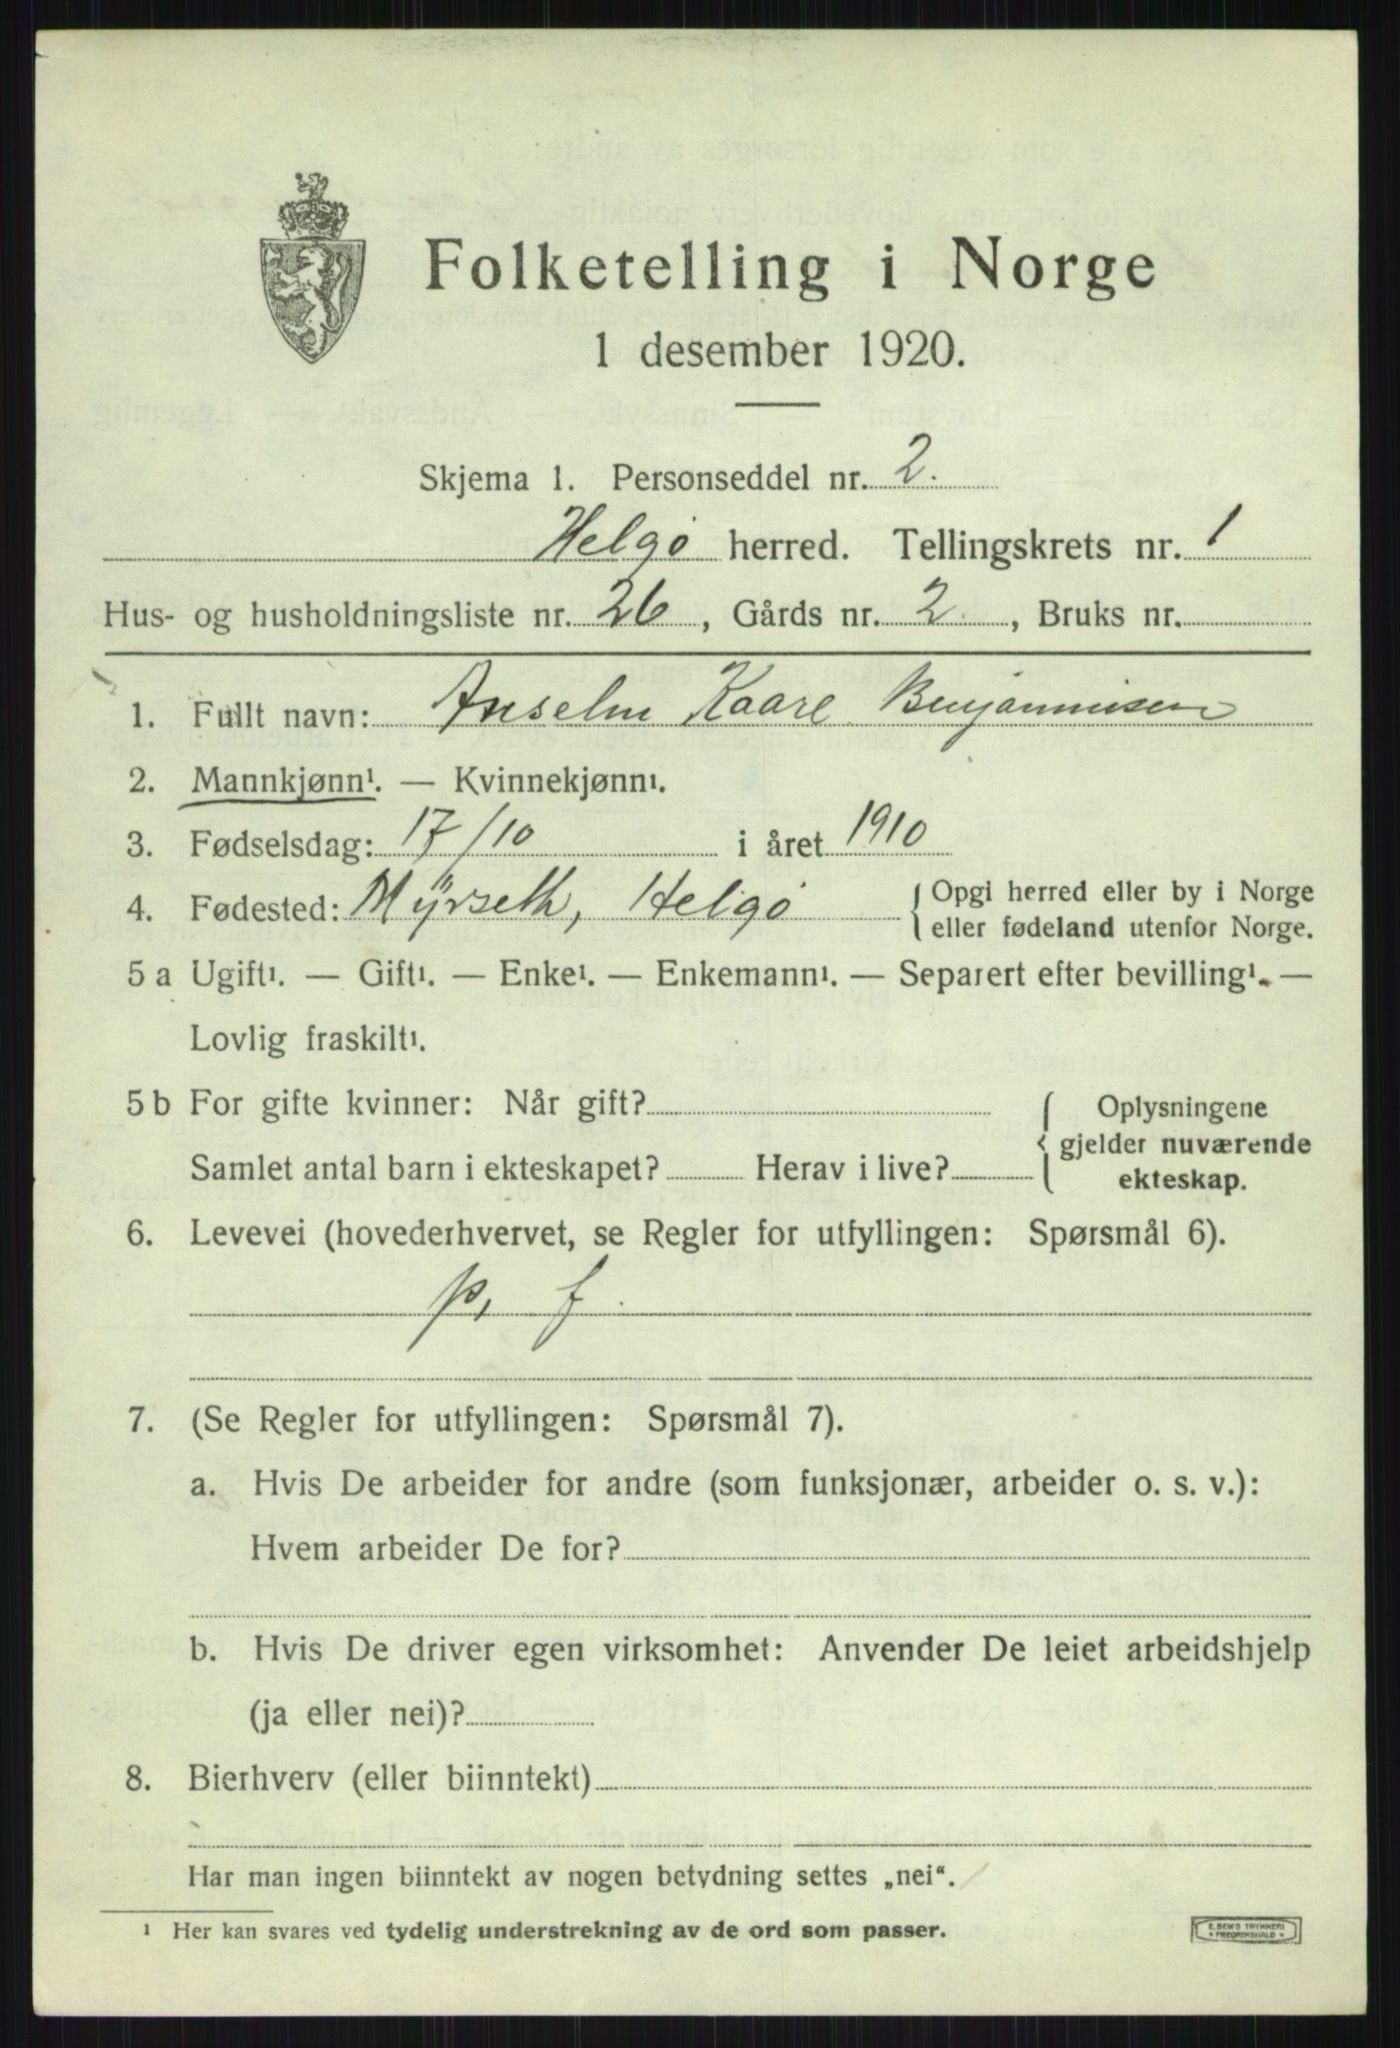 Folketelling i Norge
1 desember 1920.
Skjema 1. Personseddel nr. 2.
Helgø herred. Tellingskrets nr. 1
Hus- og husholdningsliste nr. 26, Gårds nr. 2, Bruks nr.
1. Fullt navn: Anselm Kaare Benjaminsen
2. Mannkjønn¹. — Kvinnekjønn¹.
3. Fødselsdag: 17/10 i året 1910
4. Fødested: Myrseth, Helgø { Opgi herred eller by i Norge
eller fødeland utenfor Norge.
5 a Ugift¹. — Gift¹. — Enke¹. — Enkemann¹. — Separert efter bevilling¹. —
Lovlig fraskilt¹.
5 b For gifte kvinner: Når gift?
Samlet antal barn i ekteskapet? Herav i live?
{ Oplysningene
gjelder nuværende
ekteskap.
6. Levevei (hovederhvervet, se Regler for utfyllingen: Spørsmål 6).
p, f.
7. (Se Regler for utfyllingen: Spørsmål 7).
a. Hvis De arbeider for andre (som funksjonær, arbeider o. s. v.):
Hvem arbeider De for?
b. Hvis De driver egen virksomhet: Anvender De leiet arbeidshjelp
(ja eller nei)?
8. Bierhverv (eller biinntekt)
Har man ingen biinntekt av nogen betydning settes „nei“.
¹ Her kan svares ved tydelig understrekning av de ord som passer.
E. SEM'S TRYKKERI
* FREDRIKSHALD *